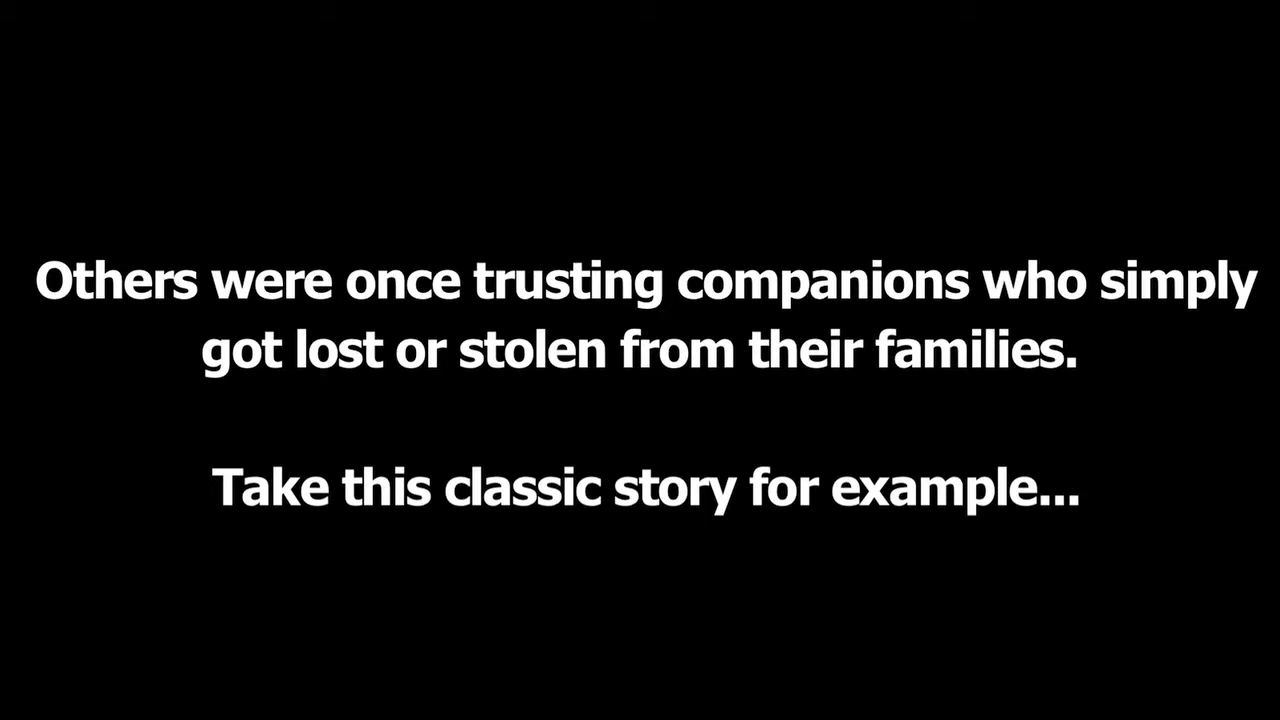 Others were once trusting companions who simply
got lost or stolen from their families.
Take this classic story for example...